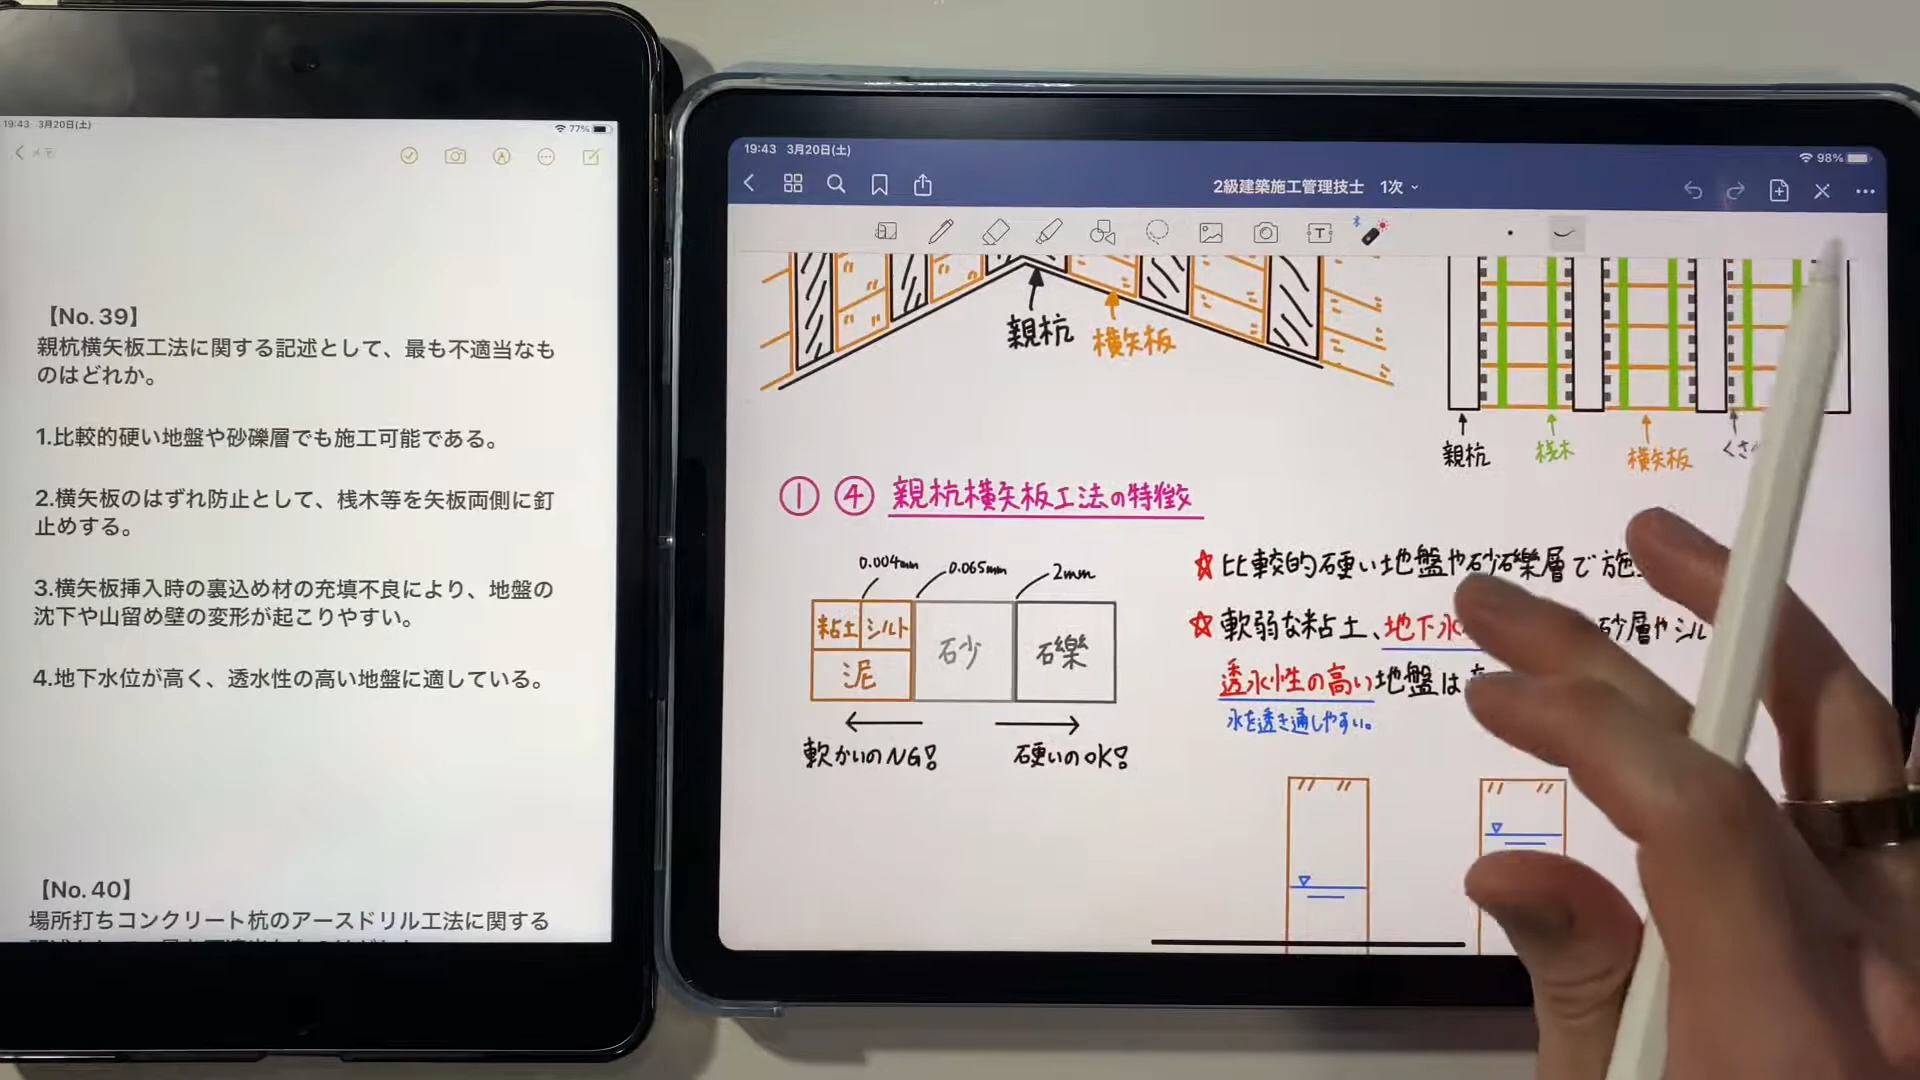 19:43 3月20日(土)
77%
メモ
【No. 39】
親杭横矢板工法に関する記述として、最も不適当なも
のはどれか。
1.比較的硬い地盤や砂礫層でも施工可能である。
2.横矢板のはずれ防止として、桟木等を矢板両側に釘
止めする。
3.横矢板挿入時の裏込め材の充填不良により、地盤の
沈下や山留め壁の変形が起こりやすい。
4.地下水位が高く、透水性の高い地盤に適している。
【No. 40】
場所打ちコンクリート杭のアースドリル工法に関する
19:43 3月20日(土)
98%
2級建築施工管理技士 1次
親杭
横矢板
親杭
桟木
横矢板
くさ
① ④ 親杭横矢板工法の特徴
0.004mm
0.065mm
2mm
粘土
シルト
泥
砂
礫
軟かいのNG!
硬いのOK!
☆比較的硬い地盤や砂礫層で施
☆軟弱な粘土、地下水
砂層やシル
透水性の高い地盤は
水を透き通しやすい。